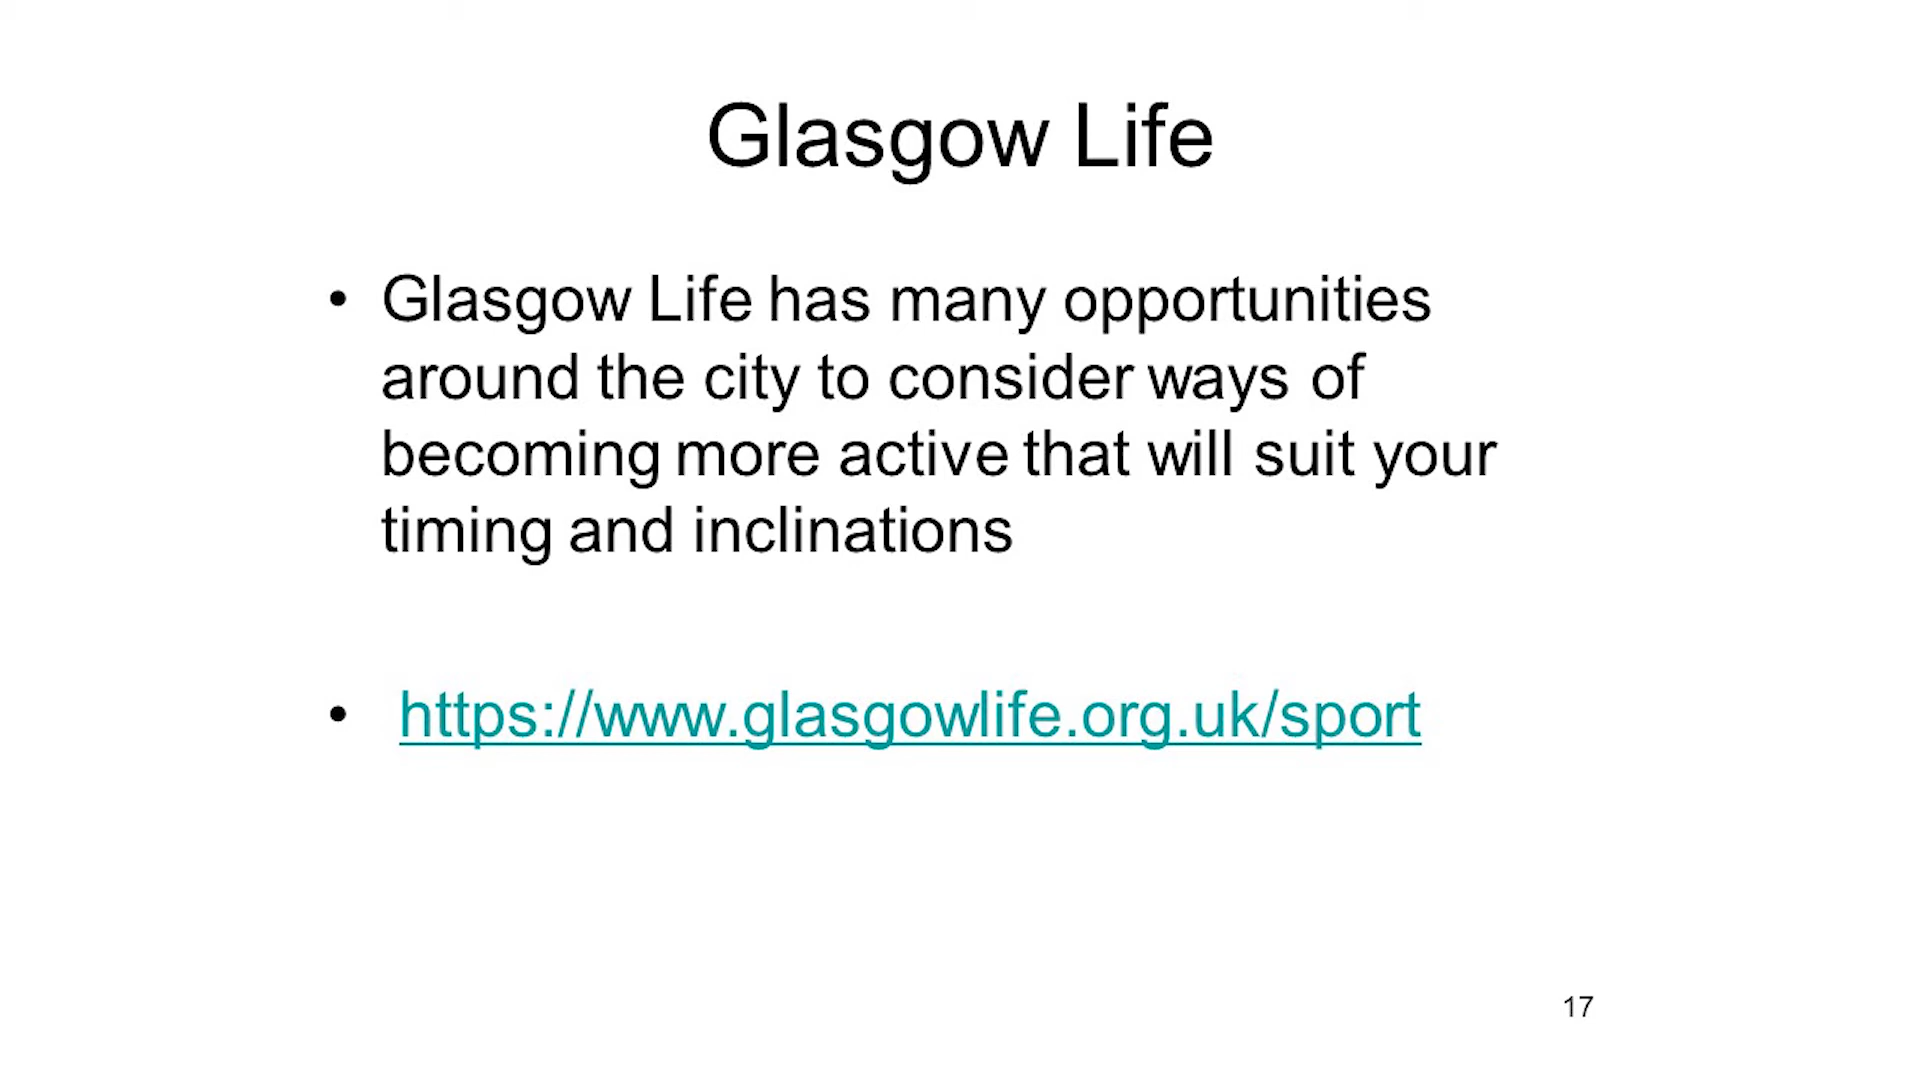 Glasgow Life
• Glasgow Life has many opportunities
around the city to consider ways of
becoming more active that will suit your
timing and inclinations
• https://www.glasgowlife.org.uk/sport
17